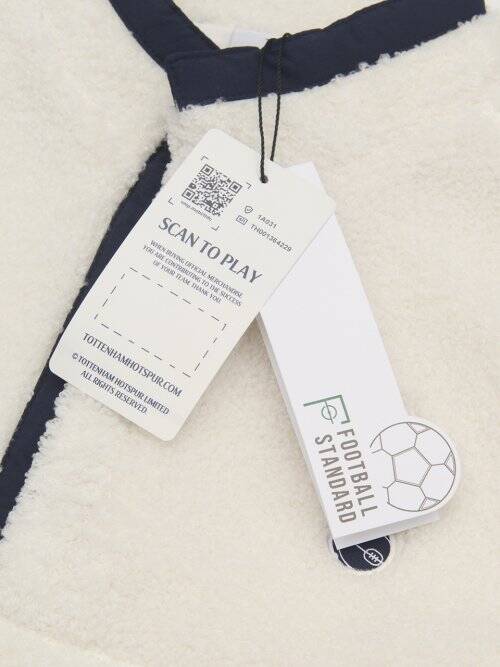 1A031
TH001364229
SCAN TO PLAY
WHEN BUYING OFFICIAL MERCHANDISE
YOU ARE CONTRIBUTING TO THE SUCCESS
OF YOUR TEAM. THANK YOU.
TOTTENHAMHOTSPUR.COM
© TOTTENHAM HOTSPUR LIMITED
ALL RIGHTS RESERVED.
FOOTBALL
STANDARD